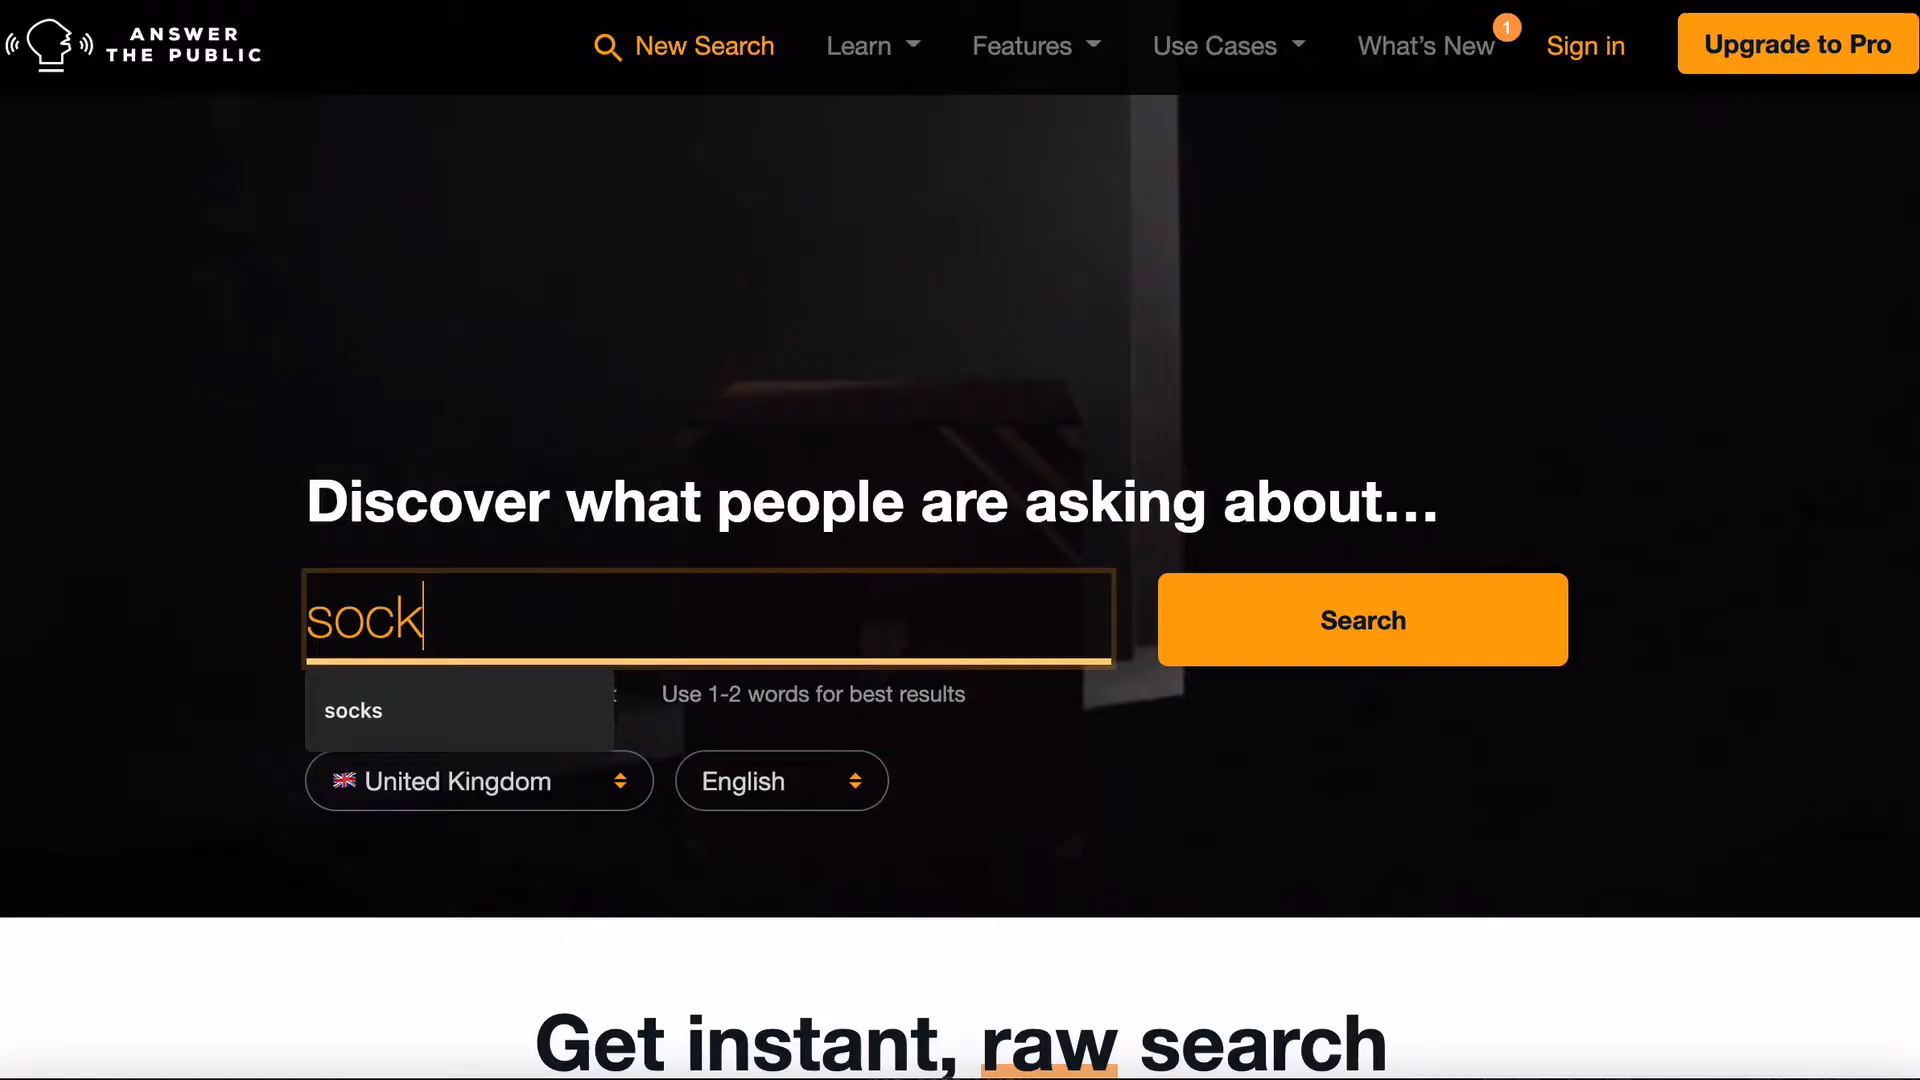 ANSWER
THE PUBLIC
New Search
Learn
Features
Use Cases
What's New
1
Sign in
Upgrade to Pro
Discover what people are asking about...
sock
Search
socks
Use 1-2 words for best results
United Kingdom
English
Get instant, raw search